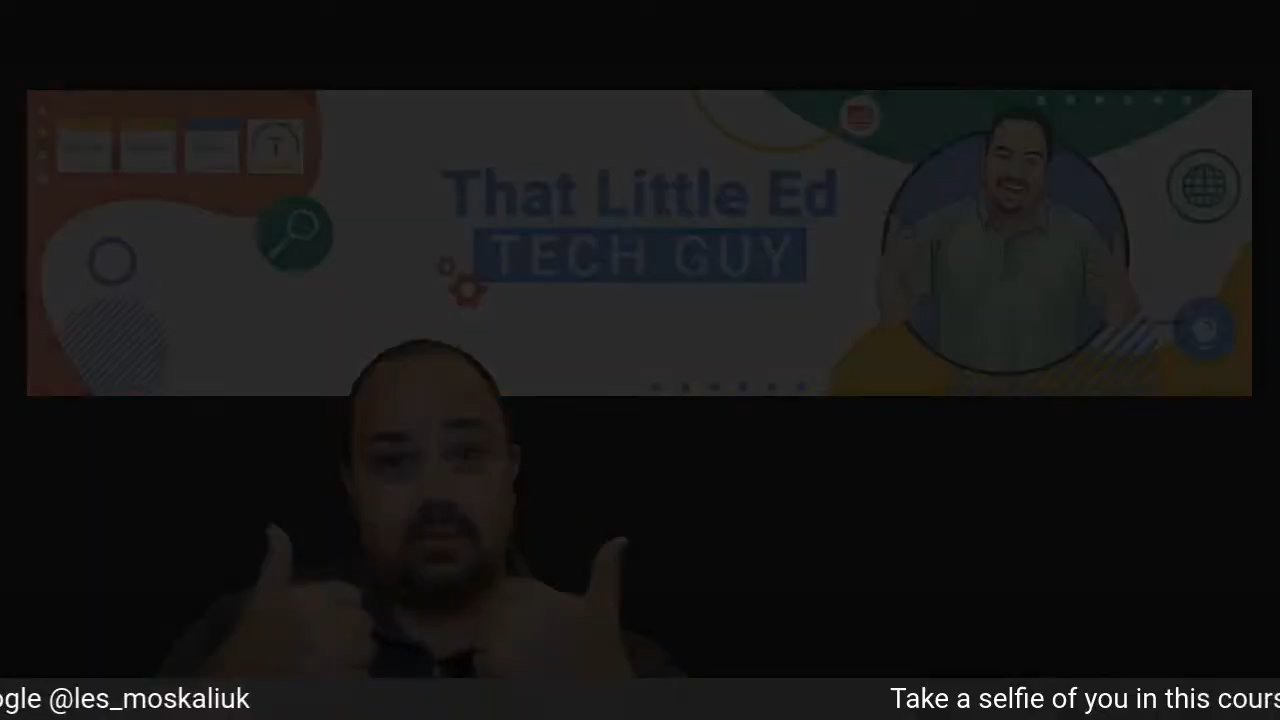 That Little Ed
TECH GUY
ogle @les_moskaliuk
Take a selfie of you in this cours